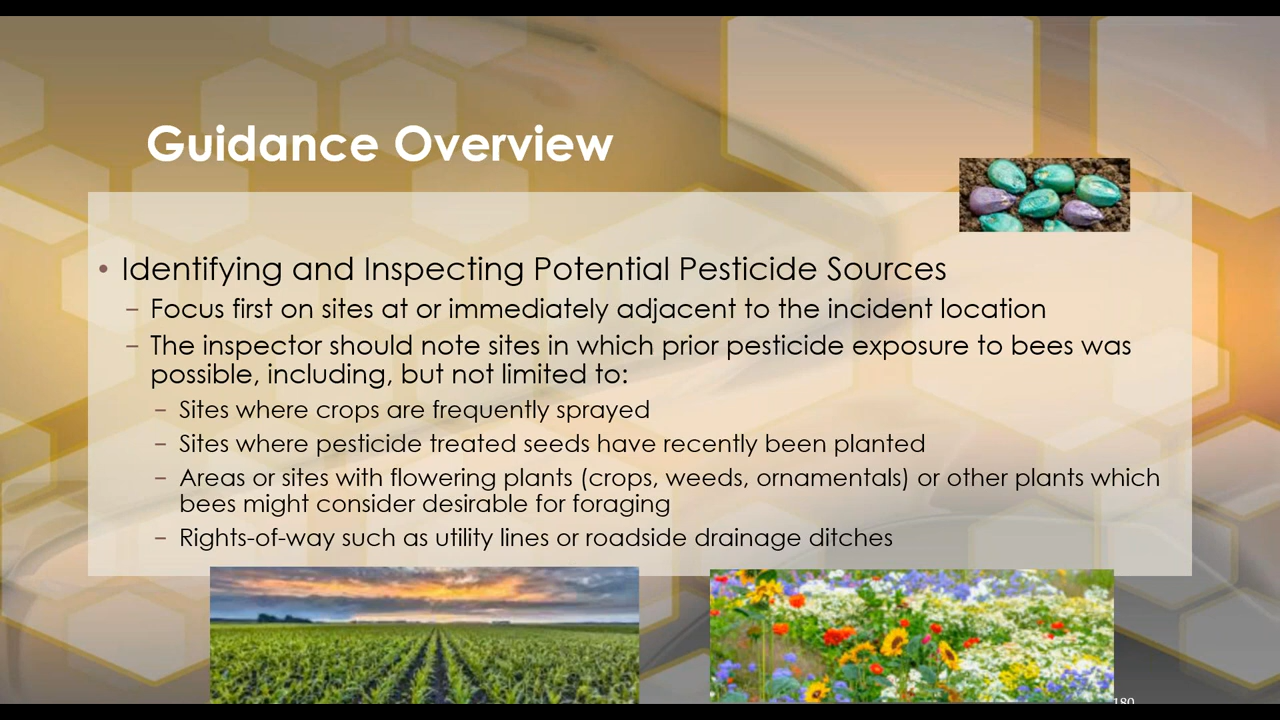 Guidance Overview
• Identifying and Inspecting Potential Pesticide Sources
– Focus first on sites at or immediately adjacent to the incident location
– The inspector should note sites in which prior pesticide exposure to bees was
possible, including, but not limited to:
– Sites where crops are frequently sprayed
– Sites where pesticide treated seeds have recently been planted
– Areas or sites with flowering plants (crops, weeds, ornamentals) or other plants which
bees might consider desirable for foraging
– Rights-of-way such as utility lines or roadside drainage ditches
180